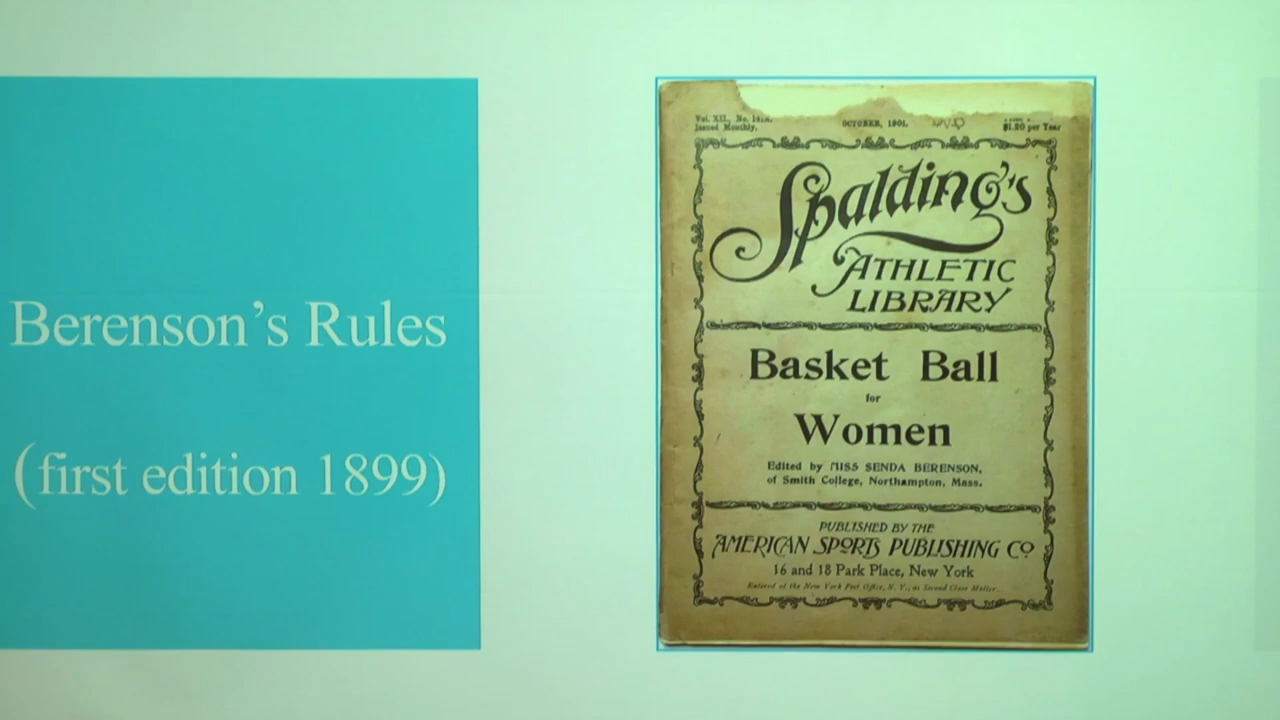 Berenson's Rules
(first edition 1899)
Vol. XII., No.
Issued Monthly.
OCTOBER, 1901.
$1.20 per Year
Spalding's
ATHLETIC
LIBRARY
Basket Ball
for
Women
Edited by MISS SENDA BERENSON,
of Smith College, Northampton, Mass.
PUBLISHED BY THE
AMERICAN SPORTS PUBLISHING CO
16 and 18 Park Place, New York
Entered at the New York Post Office, N. Y., as Second Class Matter.